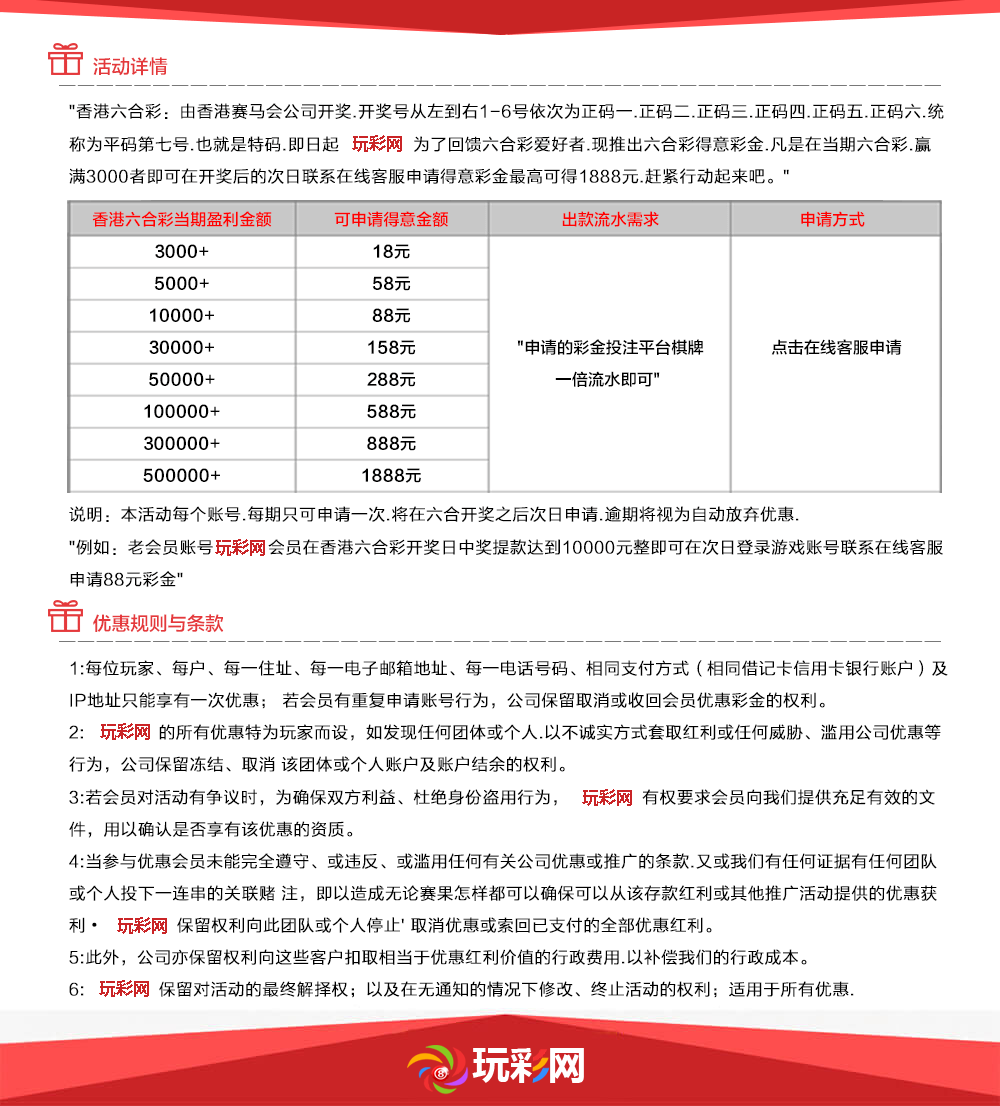 活动详情
"香港六合彩：由香港赛马会公司开奖.开奖号从左到右1-6号依次为正码一.正码二.正码三.正码四.正码五.正码六.统
称为平码第七号.也就是特码.即日起 玩彩网 为了回馈六合彩爱好者.现推出六合彩得意彩金.凡是在当期六合彩.赢
满3000者即可在开奖后的次日联系在线客服申请得意彩金最高可得1888元.赶紧行动起来吧。"
香港六合彩当期盈利金额 可申请得意金额 出款流水需求 申请方式
3000+ 18元
5000+ 58元
10000+ 88元
30000+ 158元 "申请的彩金投注平台棋牌 点击在线客服申请
50000+ 288元 一倍流水即可"
100000+ 588元
300000+ 888元
500000+ 1888元
说明：本活动每个账号.每期只可申请一次.将在六合开奖之后次日申请.逾期将视为自动放弃优惠.
"例如：老会员账号玩彩网会员在香港六合彩开奖日中奖提款达到10000元整即可在次日登录游戏账号联系在线客服
申请88元彩金"
优惠规则与条款
1:每位玩家、每户、每一住址、每一电子邮箱地址、每一电话号码、相同支付方式（相同借记卡信用卡银行账户）及
IP地址只能享有一次优惠； 若会员有重复申请账号行为，公司保留取消或收回会员优惠彩金的权利。
2: 玩彩网 的所有优惠特为玩家而设，如发现任何团体或个人.以不诚实方式套取红利或任何威胁、滥用公司优惠等
行为，公司保留冻结、取消 该团体或个人账户及账户结余的权利。
3:若会员对活动有争议时，为确保双方利益、杜绝身份盗用行为， 玩彩网 有权要求会员向我们提供充足有效的文
件，用以确认是否享有该优惠的资质。
4:当参与优惠会员未能完全遵守、或违反、或滥用任何有关公司优惠或推广的条款.又或我们有任何证据有任何团队
或个人投下一连串的关联赌 注，即以造成无论赛果怎样都可以确保可以从该存款红利或其他推广活动提供的优惠获
利• 玩彩网 保留权利向此团队或个人停止' 取消优惠或索回已支付的全部优惠红利。
5:此外，公司亦保留权利向这些客户扣取相当于优惠红利价值的行政费用.以补偿我们的行政成本。
6: 玩彩网 保留对活动的最终解择权；以及在无通知的情况下修改、终止活动的权利；适用于所有优惠.
8 玩彩网